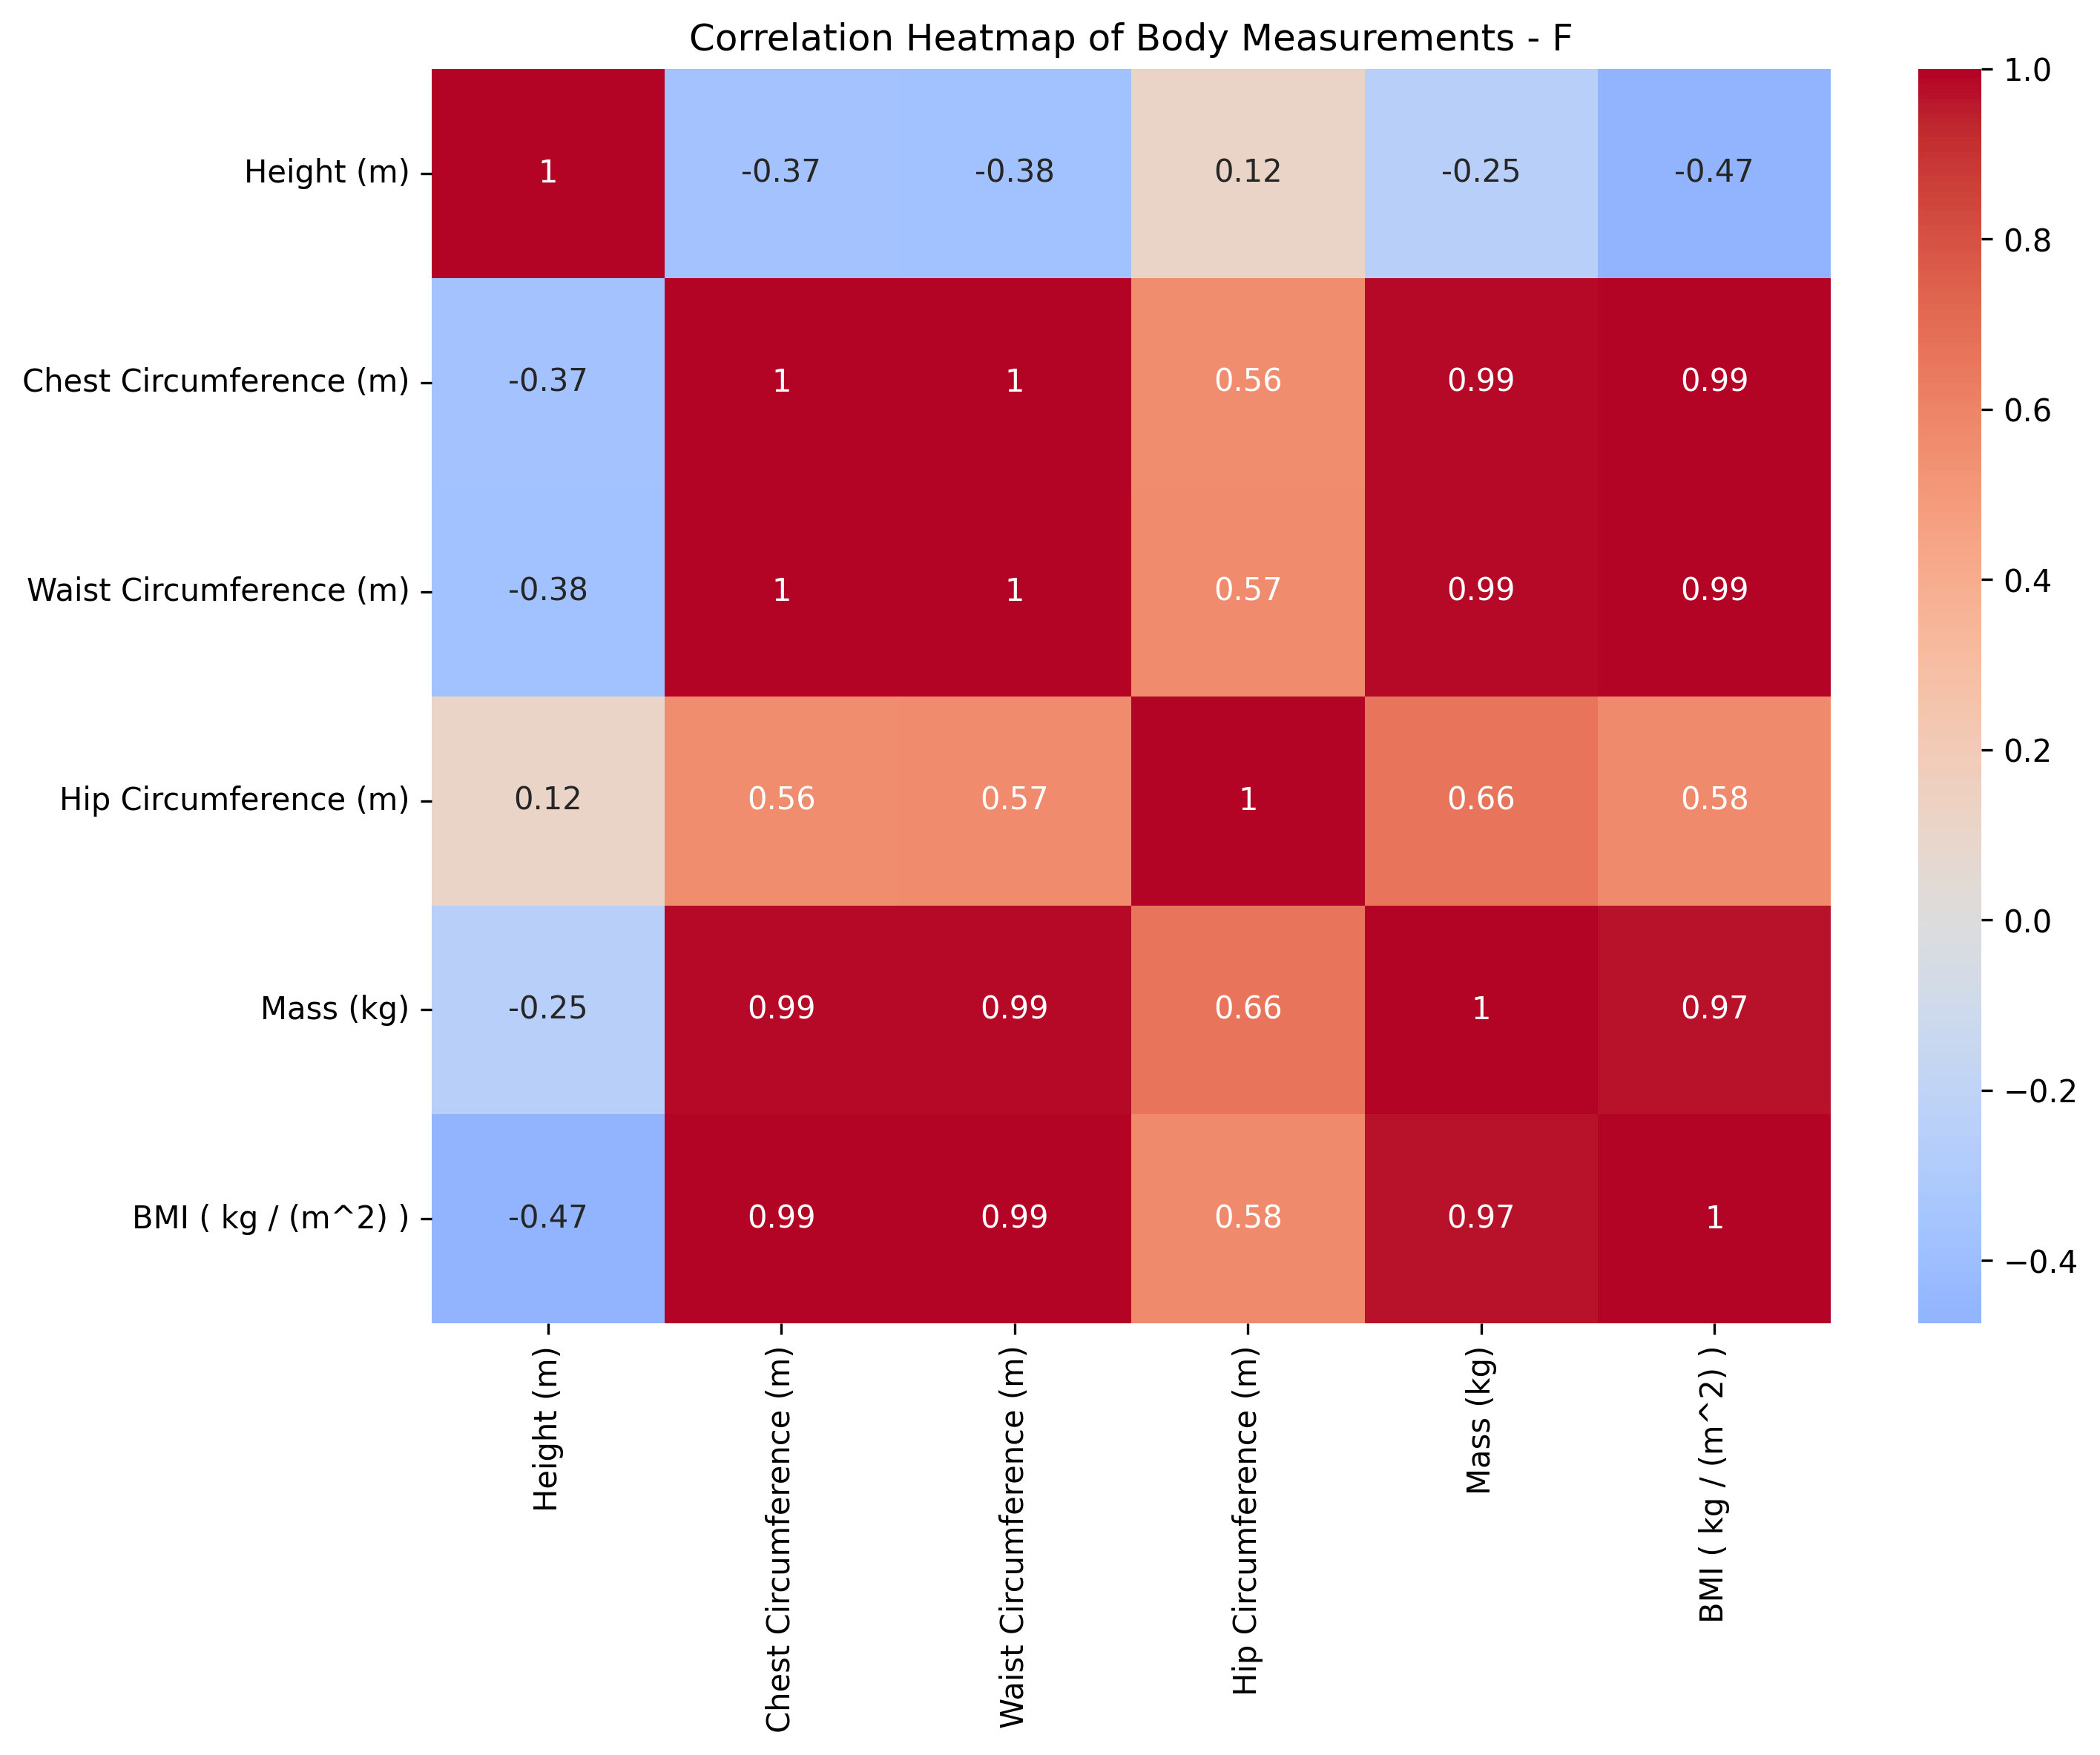 Correlation Heatmap of Body Measurements - F
Height (m) 1 -0.37 -0.38 0.12 -0.25 -0.47
Chest Circumference (m) -0.37 1 1 0.56 0.99 0.99
Waist Circumference (m) -0.38 1 1 0.57 0.99 0.99
Hip Circumference (m) 0.12 0.56 0.57 1 0.66 0.58
Mass (kg) -0.25 0.99 0.99 0.66 1 0.97
BMI ( kg / (m^2) ) -0.47 0.99 0.99 0.58 0.97 1
Height (m)
Chest Circumference (m)
Waist Circumference (m)
Hip Circumference (m)
Mass (kg)
BMI ( kg / (m^2) )
1.0
0.8
0.6
0.4
0.2
0.0
−0.2
−0.4